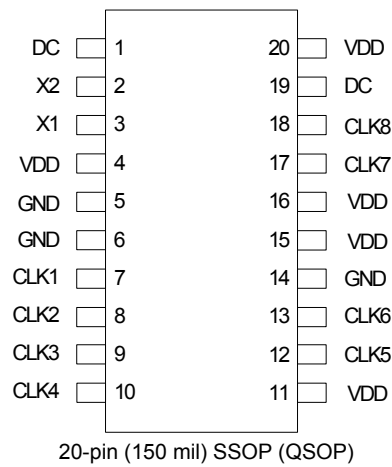 DC 1 20 VDD
X2 2 19 DC
X1 3 18 CLK8
VDD 4 17 CLK7
GND 5 16 VDD
GND 6 15 VDD
CLK1 7 14 GND
CLK2 8 13 CLK6
CLK3 9 12 CLK5
CLK4 10 11 VDD
20-pin (150 mil) SSOP (QSOP)